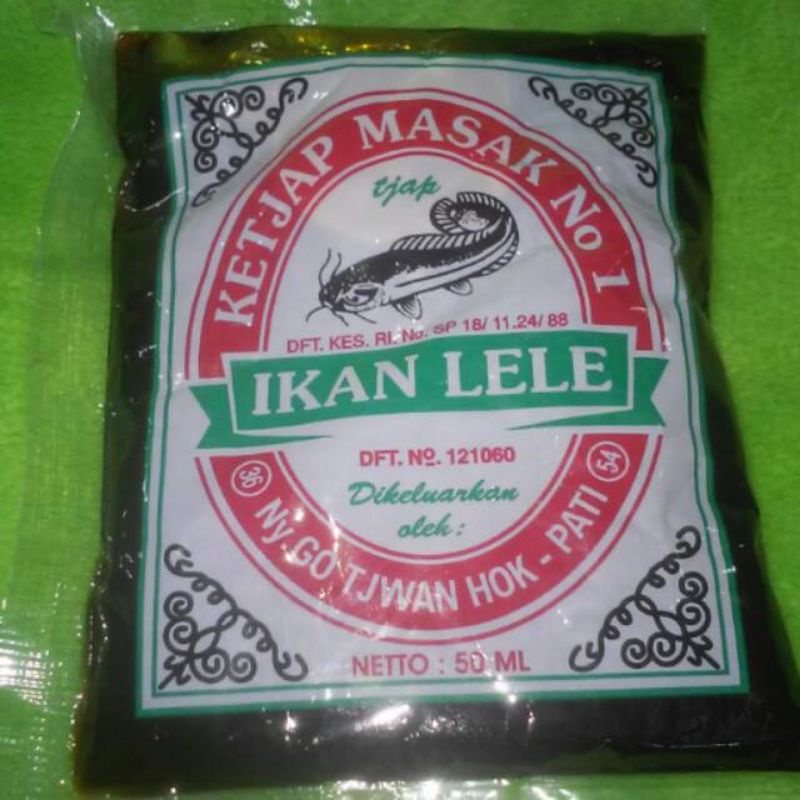 KETJAP MASAK No 1
tjap
DFT. KES. RI. No. SP 18/ 11.24/ 88
IKAN LELE
DFT. No. 121060
Dikeluarkan
oleh :
36 Ny.GO TJWAN HOK - PATI 54
NETTO : 50 ML